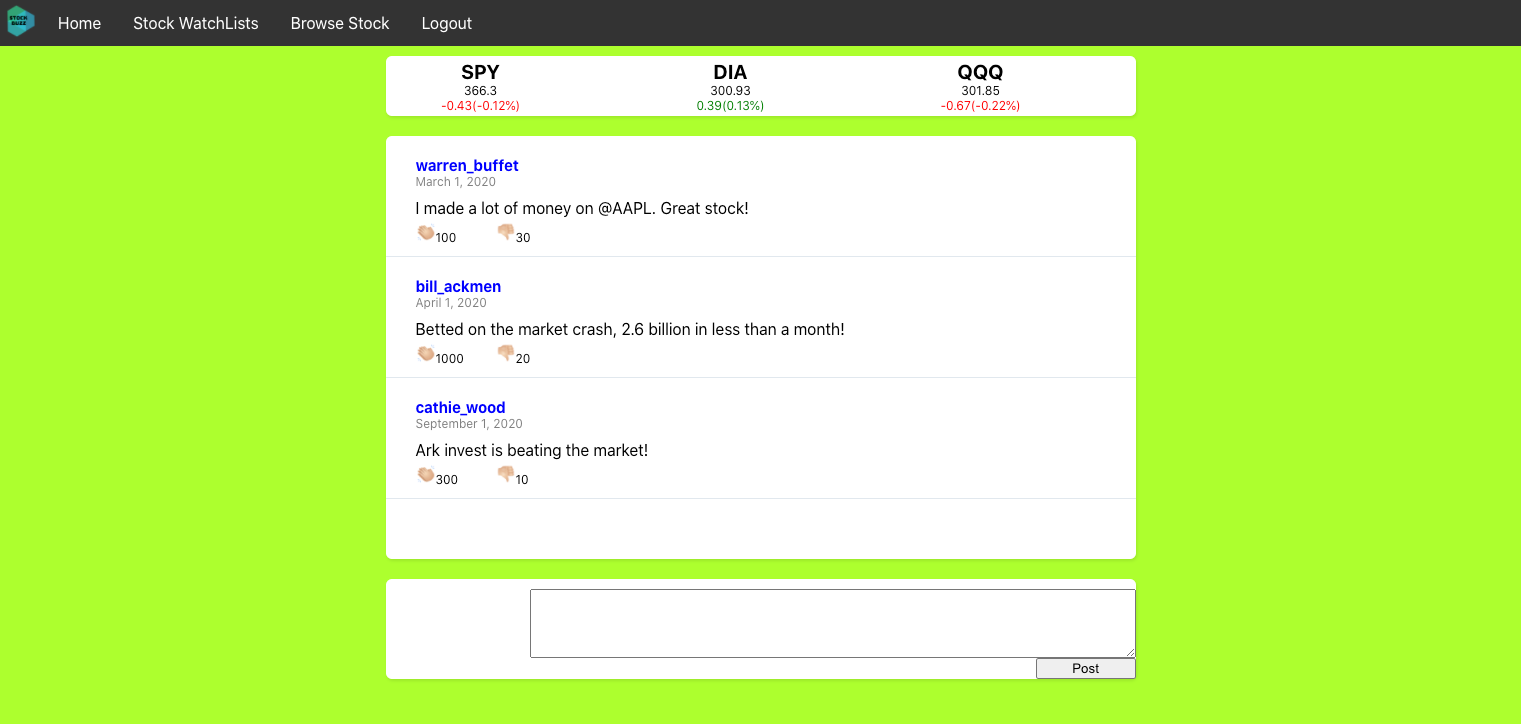 STOCK
BUZZ
Home Stock WatchLists Browse Stock Logout
SPY DIA QQQ
366.3 300.93 301.85
-0.43(-0.12%) 0.39(0.13%) -0.67(-0.22%)
warren_buffet
March 1, 2020
I made a lot of money on @AAPL. Great stock!
100 30
bill_ackmen
April 1, 2020
Betted on the market crash, 2.6 billion in less than a month!
1000 20
cathie_wood
September 1, 2020
Ark invest is beating the market!
300 10
Post